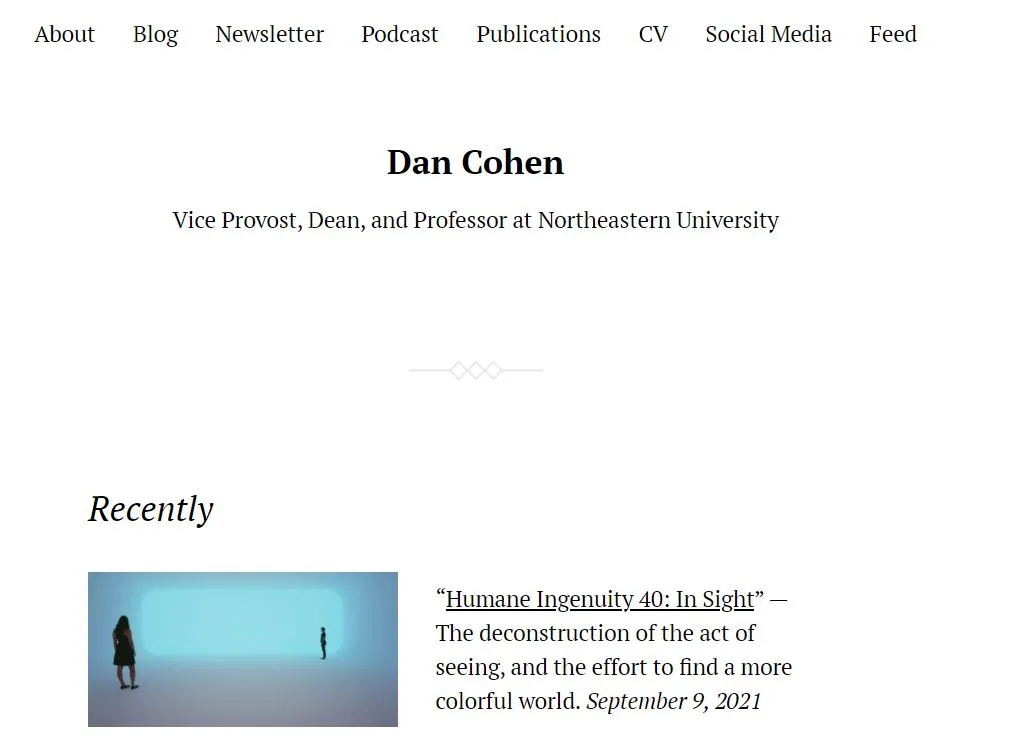 About Blog Newsletter Podcast Publications CV Social Media Feed
Dan Cohen
Vice Provost, Dean, and Professor at Northeastern University
Recently
“Humane Ingenuity 40: In Sight” —
The deconstruction of the act of
seeing, and the effort to find a more
colorful world. September 9, 2021